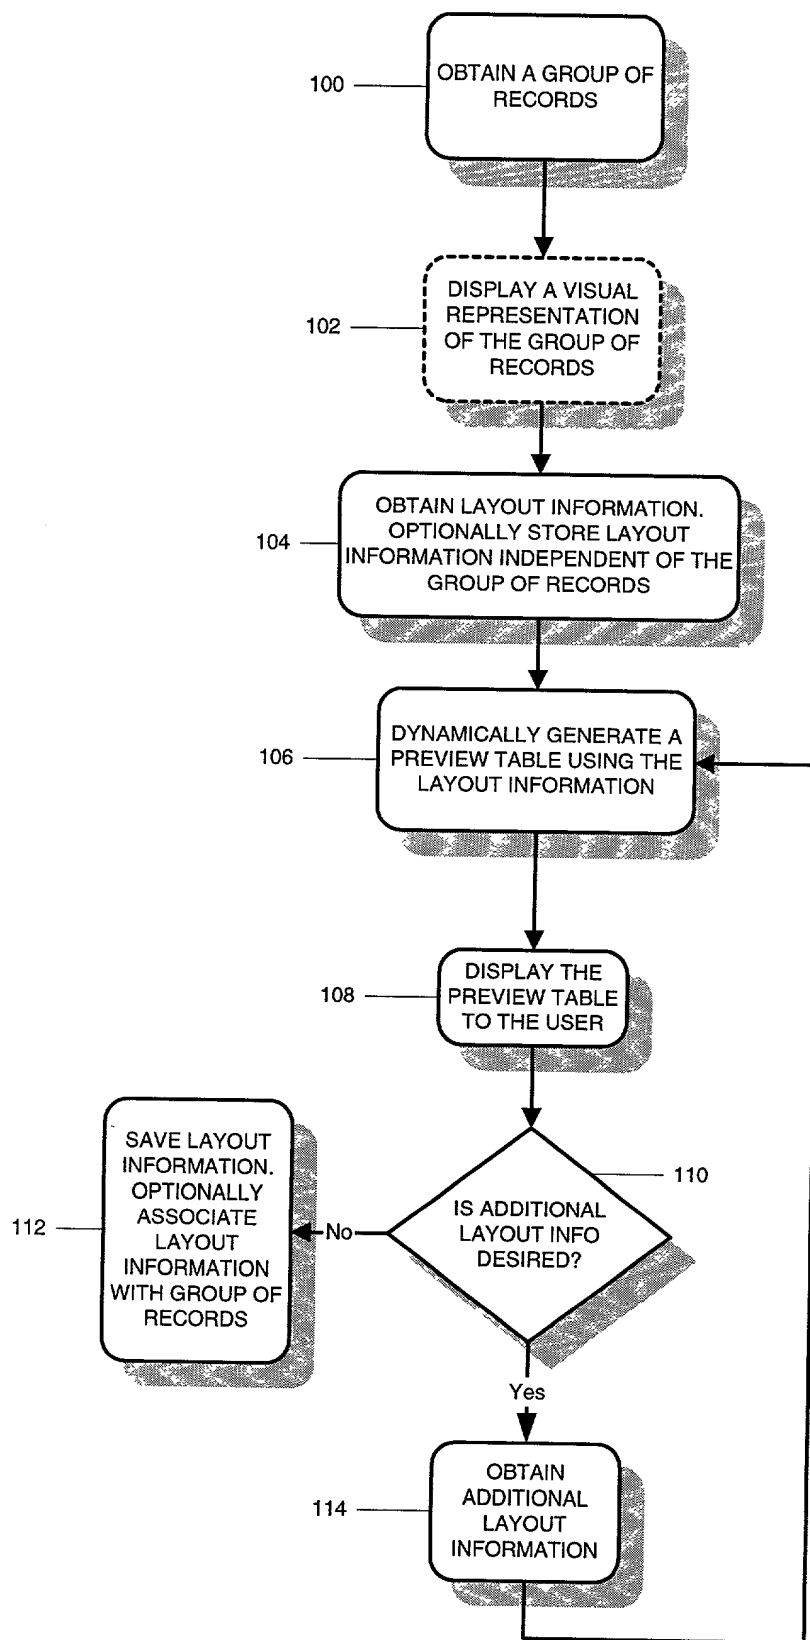 100
OBTAIN A GROUP OF
RECORDS
102
DISPLAY A VISUAL
REPRESENTATION
OF THE GROUP OF
RECORDS
104
OBTAIN LAYOUT INFORMATION.
OPTIONALLY STORE LAYOUT
INFORMATION INDEPENDENT OF THE
GROUP OF RECORDS
106
DYNAMICALLY GENERATE A
PREVIEW TABLE USING THE
LAYOUT INFORMATION
108
DISPLAY THE
PREVIEW TABLE
TO THE USER
110
IS ADDITIONAL
LAYOUT INFO
DESIRED?
No
112
SAVE LAYOUT
INFORMATION.
OPTIONALLY
ASSOCIATE
LAYOUT
INFORMATION
WITH GROUP OF
RECORDS
Yes
114
OBTAIN
ADDITIONAL
LAYOUT
INFORMATION